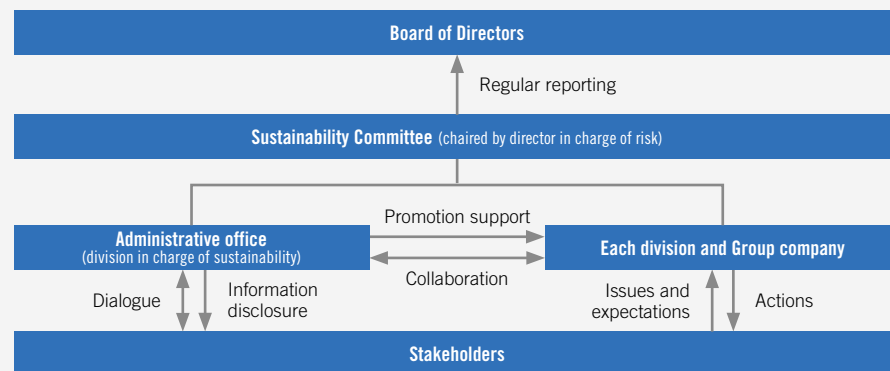 Board of Directors
Regular reporting
Sustainability Committee (chaired by director in charge of risk)
Promotion support
Administrative office
(division in charge of sustainability)
Each division and Group company
Collaboration
Dialogue
Information
disclosure
Issues and
expectations
Actions
Stakeholders